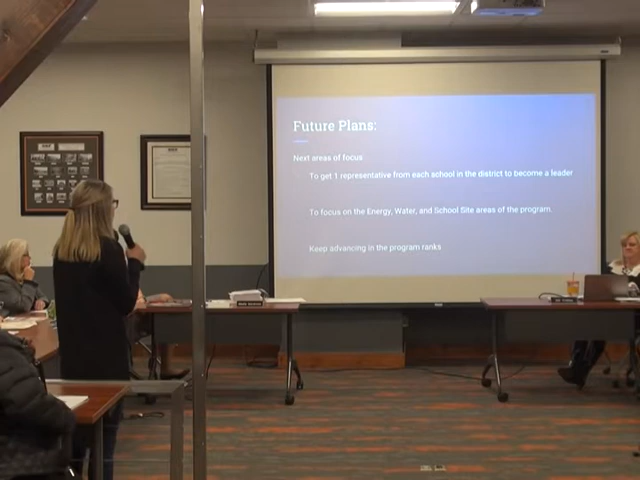 Future Plans:
Next areas of focus
To get 1 representative from each school in the district to become a leader
To focus on the Energy, Water, and School Site areas of the program.
Keep advancing in the program ranks